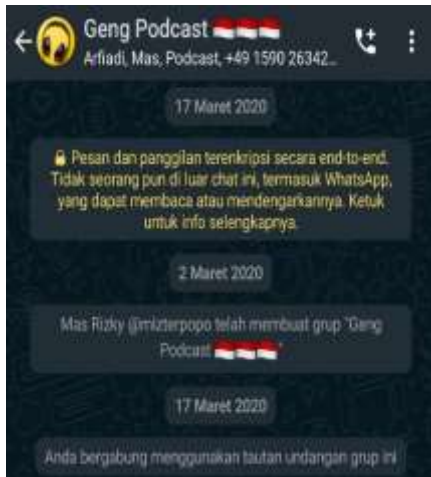 Geng Podcast 🇮🇩🇮🇩🇮🇩
Arfiadi, Mas, Podcast, +49 1590 26342...
17 Maret 2020
🔒 Pesan dan panggilan terenkripsi secara end-to-end.
Tidak seorang pun di luar chat ini, termasuk WhatsApp,
yang dapat membaca atau mendengarkannya. Ketuk
untuk info selengkapnya.
2 Maret 2020
Mas Rizky @mizterpopo telah membuat grup "Geng
Podcast 🇮🇩🇮🇩🇮🇩"
17 Maret 2020
Anda bergabung menggunakan tautan undangan grup ini